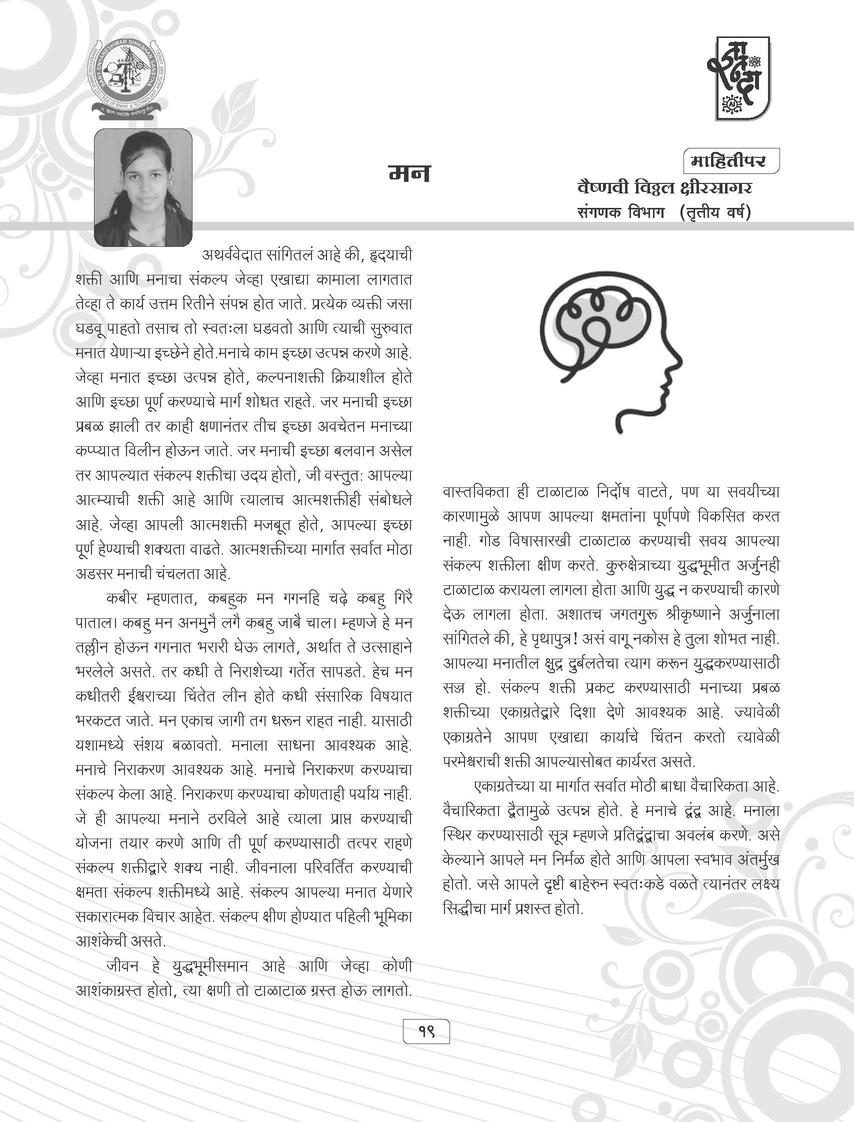 मन
माहितीपर
वैष्णवी विठ्ठल क्षीरसागर
संगणक विभाग (तृतीय वर्ष)
अथर्ववेदात सांगितलं आहे की, हृदयाची
शक्ती आणि मनाचा संकल्प जेव्हा एखाद्या कामाला लागतात
तेव्हा ते कार्य उत्तम रितीने संपन्न होत जाते. प्रत्येक व्यक्ती जसा
घडवू पाहतो तसाच तो स्वतःला घडवतो आणि त्याची सुरुवात
मनात येणाऱ्या इच्छेने होते.मनाचे काम इच्छा उत्पन्न करणे आहे.
जेव्हा मनात इच्छा उत्पन्न होते, कल्पनाशक्ती क्रियाशील होते
आणि इच्छा पूर्ण करण्याचे मार्ग शोधत राहते. जर मनाची इच्छा
प्रबळ झाली तर काही क्षणानंतर तीच इच्छा अवचेतन मनाच्या
कप्प्यात विलीन होऊन जाते. जर मनाची इच्छा बलवान असेल
तर आपल्यात संकल्प शक्तीचा उदय होतो, जी वस्तुत: आपल्या
आत्म्याची शक्ती आहे आणि त्यालाच आत्मशक्तीही संबोधले
आहे. जेव्हा आपली आत्मशक्ती मजबूत होते, आपल्या इच्छा
पूर्ण हेण्याची शक्यता वाढते. आत्मशक्तीच्या मार्गात सर्वात मोठा
अडसर मनाची चंचलता आहे.
कबीर म्हणतात, कबहुक मन गगनहि चढ़े कबहु गिरै
पाताल। कबहु मन अनमुनै लगै कबहु जाबै चाल। म्हणजे हे मन
तल्लीन होऊन गगनात भरारी घेऊ लागते, अर्थात ते उत्साहाने
भरलेले असते. तर कधी ते निराशेच्या गर्तेत सापडते. हेच मन
कधीतरी ईश्वराच्या चिंतेत लीन होते कधी संसारिक विषयात
भरकटत जाते. मन एकाच जागी तग धरून राहत नाही. यासाठी
यशामध्ये संशय बळावतो. मनाला साधना आवश्यक आहे.
मनाचे निराकरण आवश्यक आहे. मनाचे निराकरण करण्याचा
संकल्प केला आहे. निराकरण करण्याचा कोणताही पर्याय नाही.
जे ही आपल्या मनाने ठरविले आहे त्याला प्राप्त करण्याची
योजना तयार करणे आणि ती पूर्ण करण्यासाठी तत्पर राहणे
संकल्प शक्तीद्वारे शक्य नाही. जीवनाला परिवर्तित करण्याची
क्षमता संकल्प शक्तीमध्ये आहे. संकल्प आपल्या मनात येणारे
सकारात्मक विचार आहेत. संकल्प क्षीण होण्यात पहिली भूमिका
आशंकेची असते.
जीवन हे युद्धभूमीसमान आहे आणि जेव्हा कोणी
आशंकाग्रस्त होतो, त्या क्षणी तो टाळाटाळ ग्रस्त होऊ लागतो.
वास्तविकता ही टाळाटाळ निर्दोष वाटते, पण या सवयीच्या
कारणामुळे आपण आपल्या क्षमतांना पूर्णपणे विकसित करत
नाही. गोड विषासारखी टाळाटाळ करण्याची सवय आपल्या
संकल्प शक्तीला क्षीण करते. कुरुक्षेत्राच्या युद्धभूमीत अर्जुनही
टाळाटाळ करायला लागला होता आणि युद्ध न करण्याची कारणे
देऊ लागला होता. अशातच जगतगुरू श्रीकृष्णाने अर्जुनाला
सांगितले की, हे पृथापुत्र! असं वागू नकोस हे तुला शोभत नाही.
आपल्या मनातील क्षुद्र दुर्बलतेचा त्याग करून युद्धकरण्यासाठी
सज्ज हो. संकल्प शक्ती प्रकट करण्यासाठी मनाच्या प्रबळ
शक्तीच्या एकाग्रतेद्वारे दिशा देणे आवश्यक आहे. ज्यावेळी
एकाग्रतेने आपण एखाद्या कार्याचे चिंतन करतो त्यावेळी
परमेश्वराची शक्ती आपल्यासोबत कार्यरत असते.
एकाग्रतेच्या या मार्गात सर्वात मोठी बाधा वैचारिकता आहे.
वैचारिकता द्वैतामुळे उत्पन्न होते. हे मनाचे द्वंद्व आहे. मनाला
स्थिर करण्यासाठी सूत्र म्हणजे प्रतिद्वंद्वाचा अवलंब करणे. असे
केल्याने आपले मन निर्मळ होते आणि आपला स्वभाव अंतर्मुख
होतो. जसे आपले दृष्टी बाहेरुन स्वतःकडे वळते त्यानंतर लक्ष्य
सिद्धीचा मार्ग प्रशस्त होतो.
१९